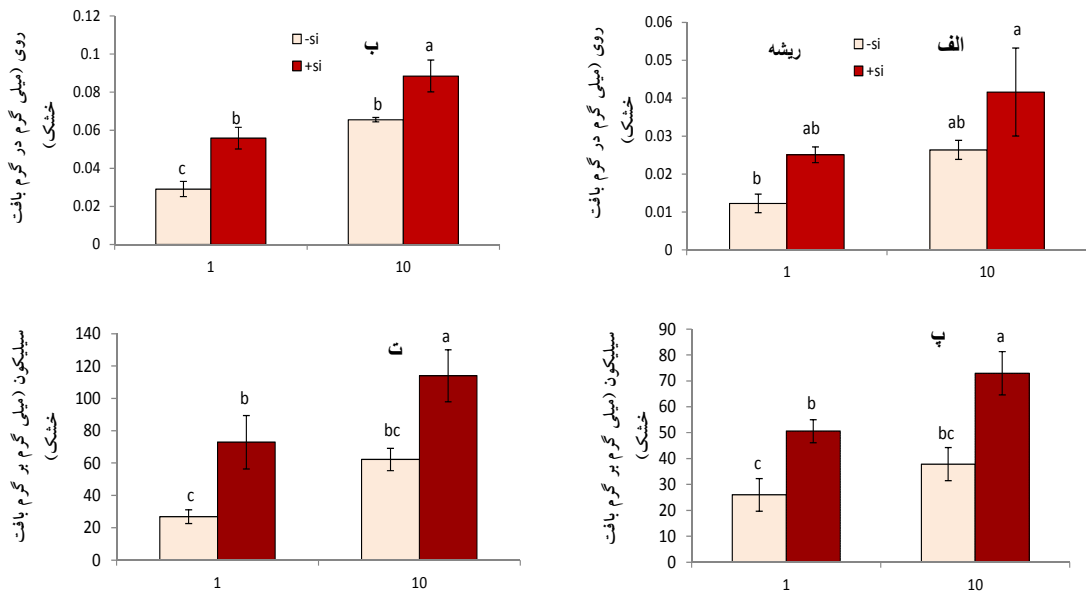 روی (میلی گرم در گرم بافت
خشک)
0.12
0.1
0.08
0.06
0.04
0.02
0
-si
+si
ب
c
b
b
a
1
10
روی (میلی گرم در گرم بافت
خشک)
0.06
0.05
0.04
0.03
0.02
0.01
0
-si
+si
ریشه
الف
b
ab
ab
a
1
10
سیلیکون (میلی گرم بر گرم بافت
خشک)
140
120
100
80
60
40
20
0
ت
c
b
bc
a
1
10
سیلیکون (میلی گرم بر گرم بافت
خشک)
90
80
70
60
50
40
30
20
10
0
پ
c
b
bc
a
1
10